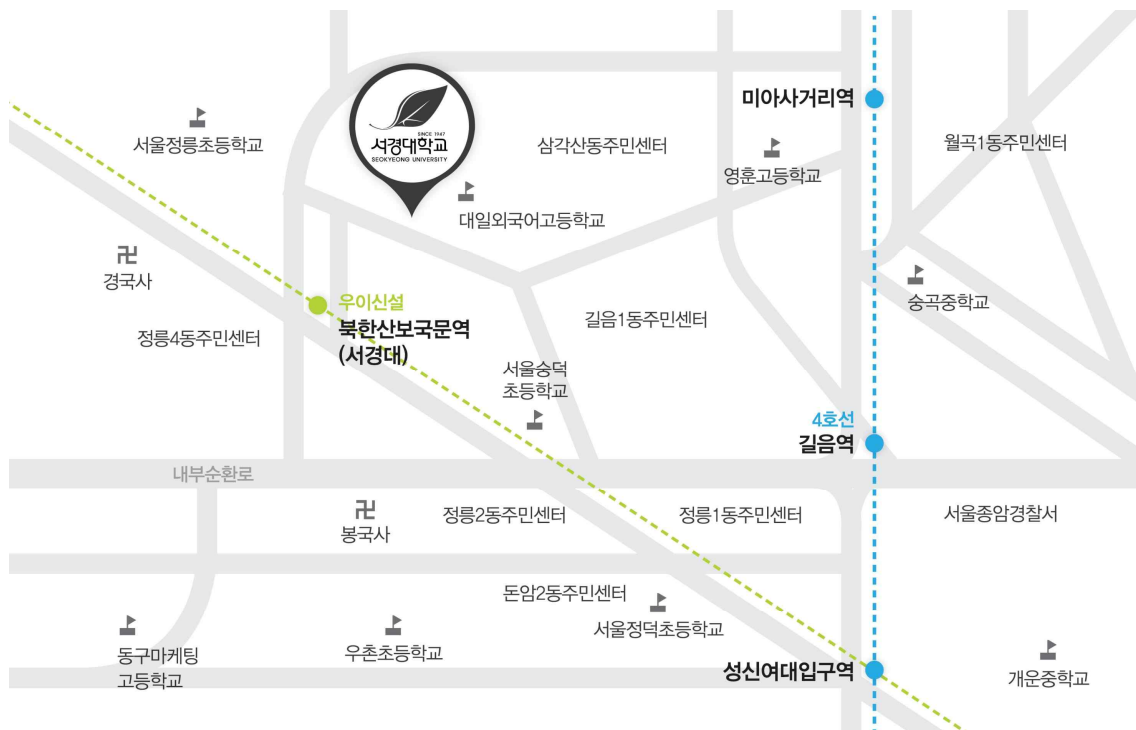 미아사거리역
SINCE 1947
서경대학교
SEOKYEONG UNIVERSITY
서울정릉초등학교
삼각산동주민센터
월곡1동주민센터
영훈고등학교
대일외국어고등학교
경국사
숭곡중학교
우이신설
북한산보국문역
(서경대)
정릉4동주민센터
길음1동주민센터
서울숭덕
초등학교
4호선
길음역
내부순환로
봉국사
정릉2동주민센터
정릉1동주민센터
서울종암경찰서
돈암2동주민센터
서울정덕초등학교
동구마케팅
고등학교
우촌초등학교
성신여대입구역
개운중학교